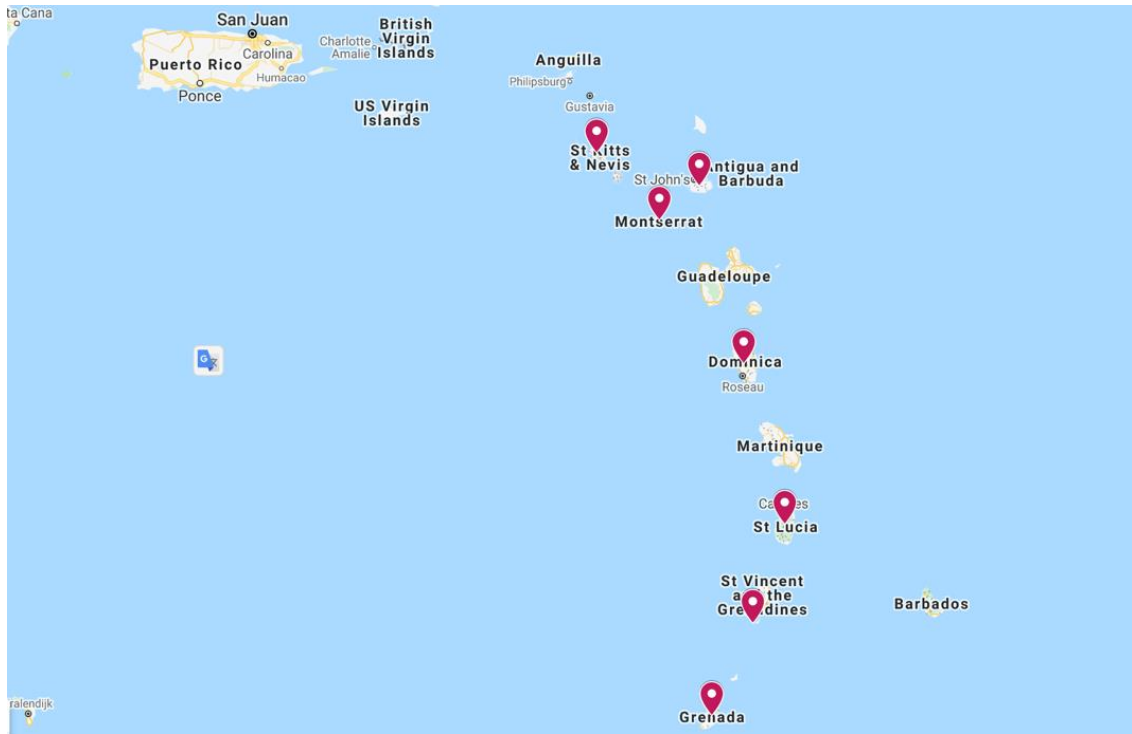 ta Cana
San Juan
Carolina
Puerto Rico
Humacao
Ponce
British
Virgin
Islands
Charlotte
Amalie
US Virgin
Islands
Anguilla
Philipsburg
Gustavia
St Kitts
& Nevis
Antigua and
Barbuda
St John's
Montserrat
Guadeloupe
G
Dominica
Roseau
Martinique
St Lucia
St Vincent
and the
Grenadines
Barbados
Grenada
ralendijk